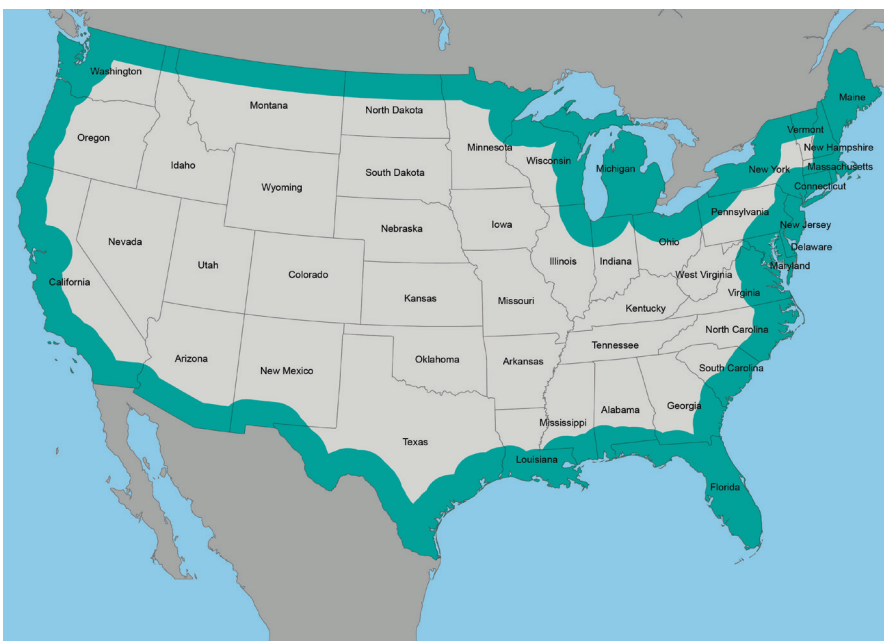 Washington
Maine
Montana
North Dakota
Vermont
Oregon
Minnesota
New Hampshire
Wisconsin
Idaho
Michigan
New York
Massachusetts
South Dakota
Wyoming
Connecticut
Pennsylvania
Iowa
New Jersey
Nebraska
Nevada
Ohio
Delaware
Utah
Illinois
Indiana
Maryland
Colorado
West Virginia
California
Virginia
Kansas
Missouri
Kentucky
North Carolina
Tennessee
Arizona
Oklahoma
Arkansas
South Carolina
New Mexico
Georgia
Alabama
Mississippi
Texas
Louisiana
Florida